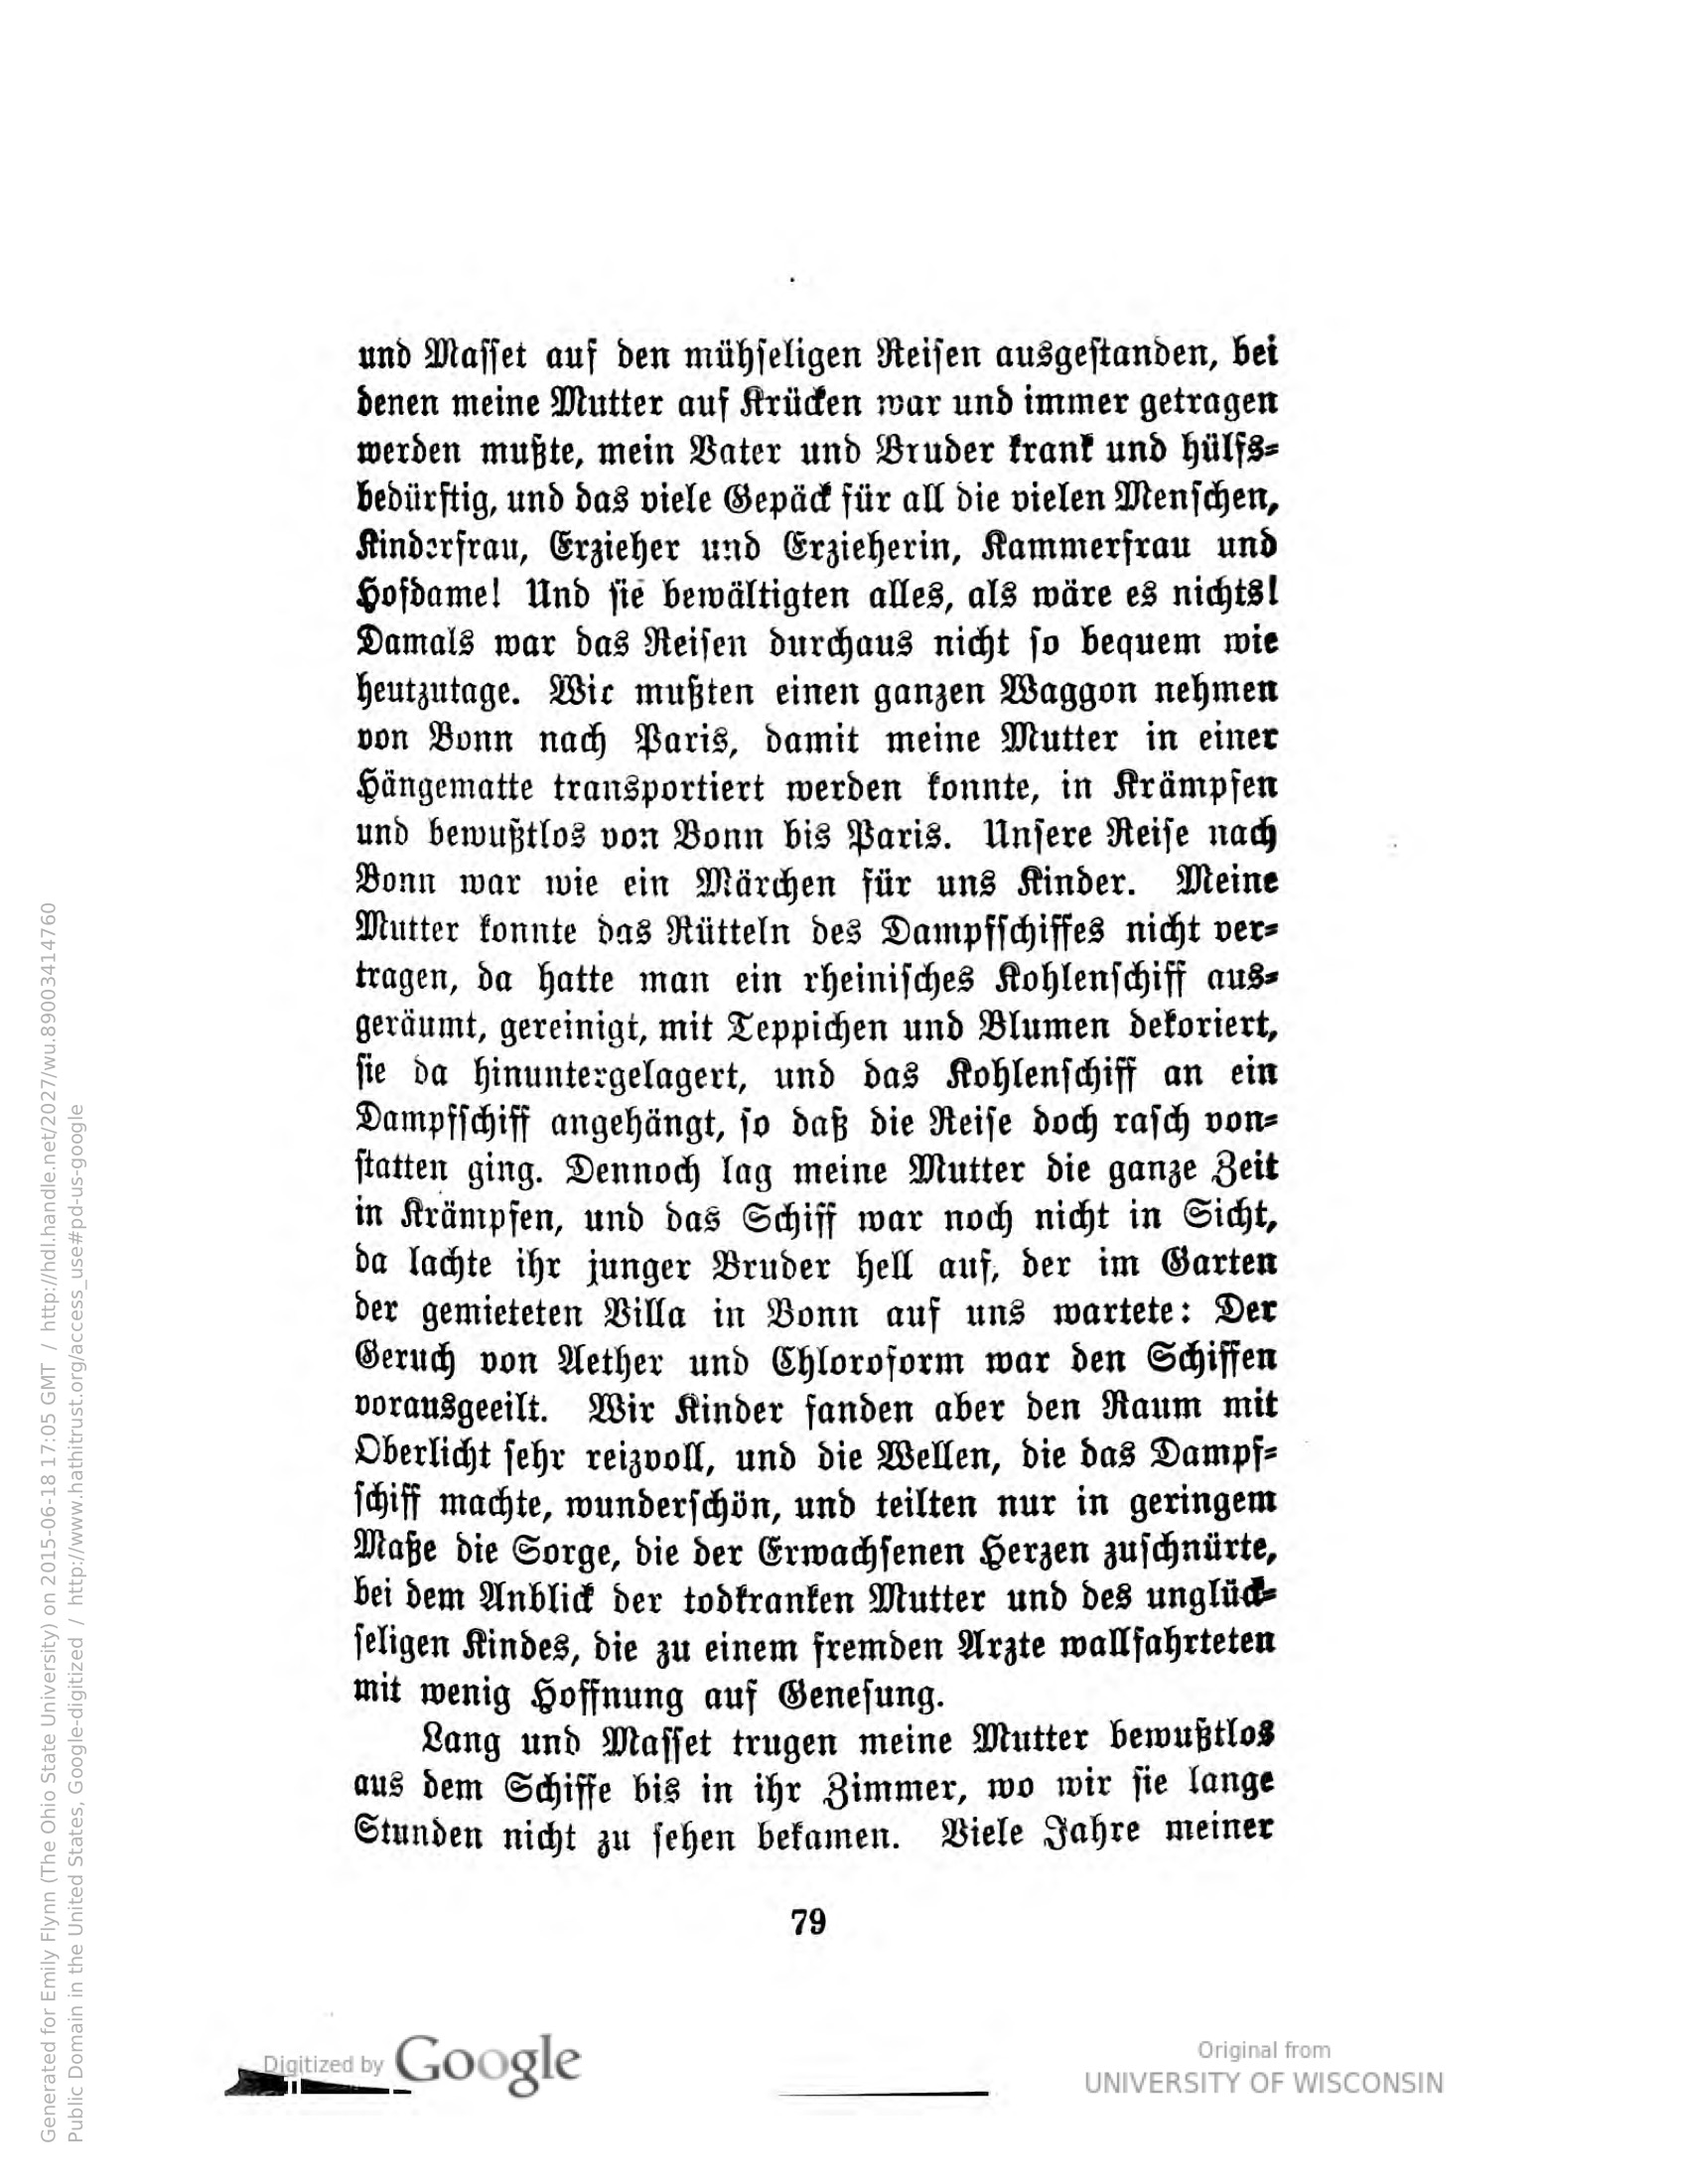 und Masset auf den mühseligen Reisen ausgestanden, bei
denen meine Mutter auf Krücken war und immer getragen
werden mußte, mein Vater und Bruder krank und hülfs-
bedürftig, und das viele Gepäck für all die vielen Menschen,
Kinderfrau, Erzieher und Erzieherin, Kammerfrau und
Hofdame! Und sie bewältigten alles, als wäre es nichts!
Damals war das Reisen durchaus nicht so bequem wie
heutzutage. Wir mußten einen ganzen Waggon nehmen
von Bonn nach Paris, damit meine Mutter in einer
Hängematte transportiert werden konnte, in Krämpfen
und bewußtlos von Bonn bis Paris. Unsere Reise nach
Bonn war wie ein Märchen für uns Kinder. Meine
Mutter konnte das Rütteln des Dampfschiffes nicht ver-
tragen, da hatte man ein rheinisches Kohlenschiff aus-
geräumt, gereinigt, mit Teppichen und Blumen dekoriert,
sie da hinuntergelagert, und das Kohlenschiff an ein
Dampfschiff angehängt, so daß die Reise doch rasch von-
statten ging. Dennoch lag meine Mutter die ganze Zeit
in Krämpfen, und das Schiff war noch nicht in Sicht,
da lachte ihr junger Bruder hell auf, der im Garten
der gemieteten Villa in Bonn auf uns wartete: Der
Geruch von Aether und Chloroform war den Schiffen
vorausgeeilt. Wir Kinder fanden aber den Raum mit
Oberlicht sehr reizvoll, und die Wellen, die das Dampf-
schiff machte, wunderschön, und teilten nur in geringem
Maße die Sorge, die der Erwachsenen Herzen zuschnürte,
bei dem Anblick der todkranken Mutter und des unglück-
seligen Kindes, die zu einem fremden Arzte wallfahrteten
mit wenig Hoffnung auf Genesung.
Lang und Masset trugen meine Mutter bewußtlos
aus dem Schiffe bis in ihr Zimmer, wo wir sie lange
Stunden nicht zu sehen bekamen. Viele Jahre meiner
79
Digitized by Google
Original from
UNIVERSITY OF WISCONSIN
Generated for Emily Flynn (The Ohio State University) on 2015-06-18 17:05 GMT / http://hdl.handle.net/2027/wu.89003414760
Public Domain in the United States, Google-digitized / http://www.hathitrust.org/access_use#pd-us-google